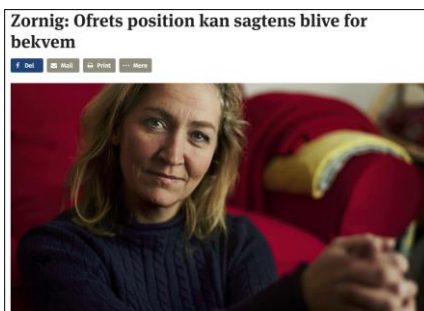 Zornig: Ofrets position kan sagtens blive for
bekvem
Del
Mail
Print
More